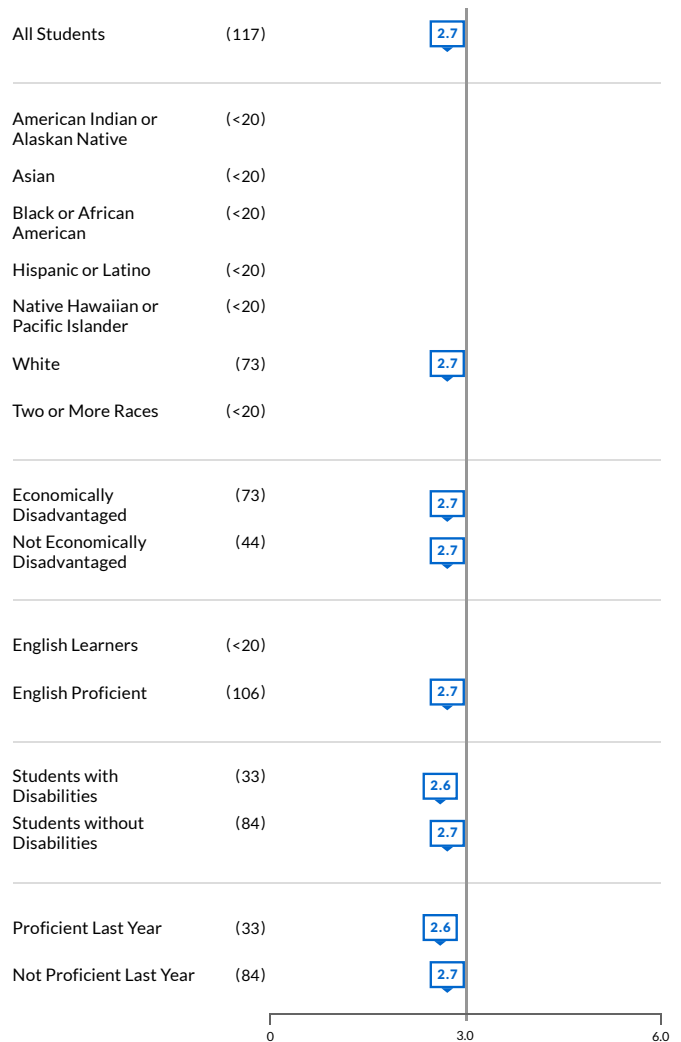 All Students (117) 2.7
American Indian or (<20)
Alaskan Native
Asian (<20)
Black or African (<20)
American
Hispanic or Latino (<20)
Native Hawaiian or (<20)
Pacific Islander
White (73) 2.7
Two or More Races (<20)
Economically (73) 2.7
Disadvantaged
Not Economically (44) 2.7
Disadvantaged
English Learners (<20)
English Proficient (106) 2.7
Students with (33) 2.6
Disabilities
Students without (84) 2.7
Disabilities
Proficient Last Year (33) 2.6
Not Proficient Last Year (84) 2.7
0 3.0 6.0